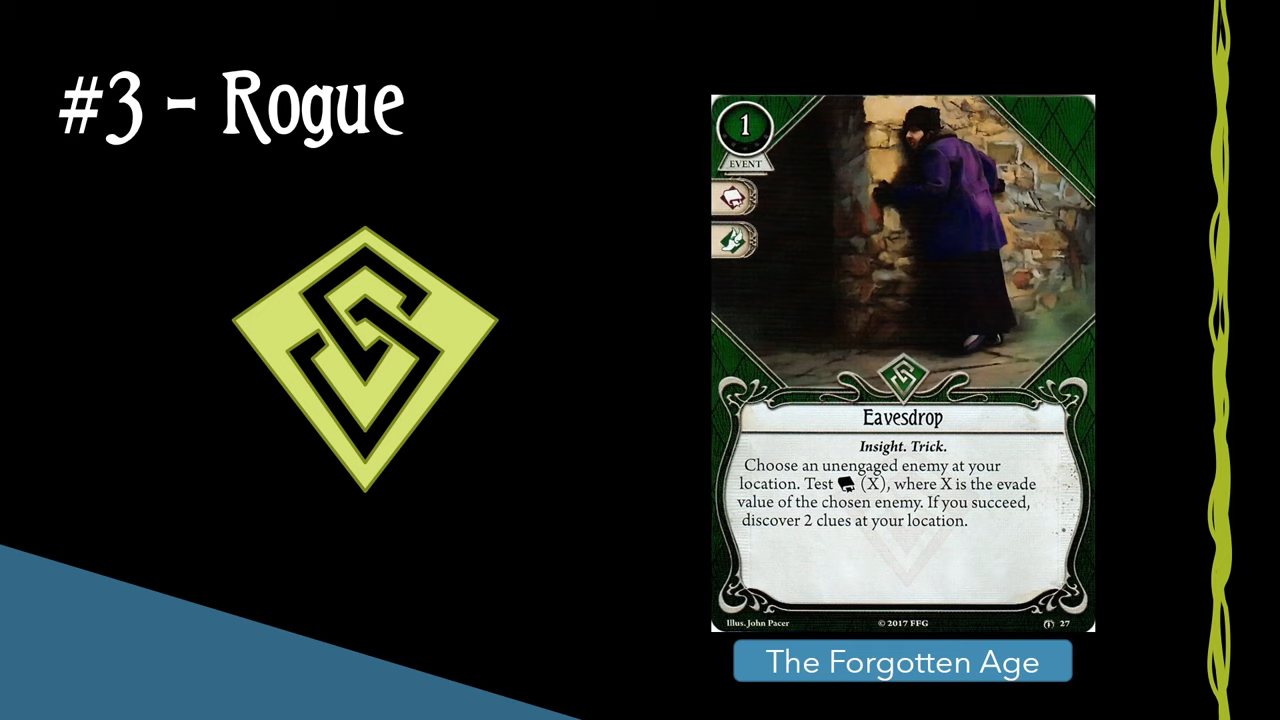 #3 - Rogue
1
EVENT
Eavesdrop
Insight. Trick.
Choose an unengaged enemy at your
location. Test (X), where X is the evade
value of the chosen enemy. If you succeed,
discover 2 clues at your location.
Illus. John Pacer
© 2017 FFG
27
The Forgotten Age